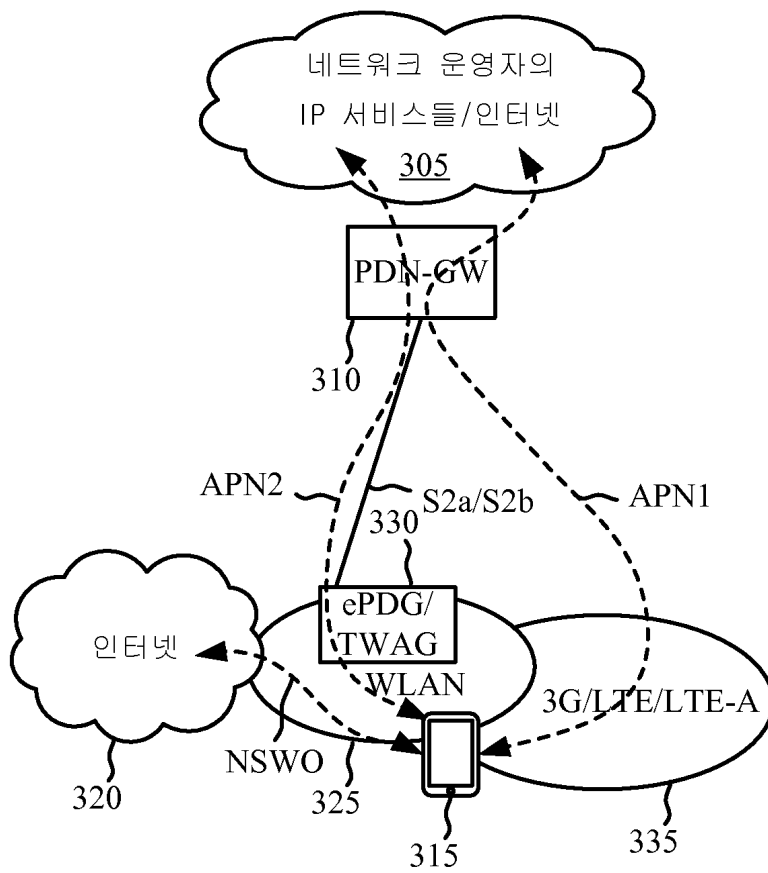 네트워크 운영자의
IP 서비스들/인터넷
305
PDN-GW
310
APN2
S2a/S2b
APN1
330
ePDG/
TWAG
인터넷
WLAN
3G/LTE/LTE-A
NSWO
320
325
315
335